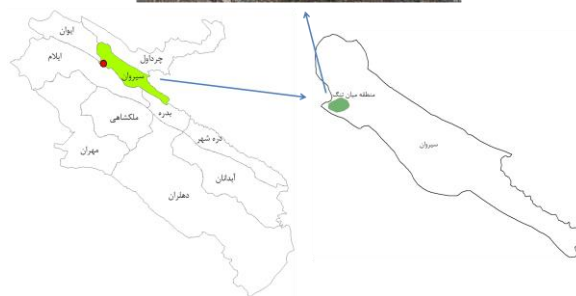 ایوان
چرداول
ایلام
سیروان
بدره
ملکشاهی
دره شهر
مهران
آبدانان
دهلران
منطقه میان تنگ
سیروان